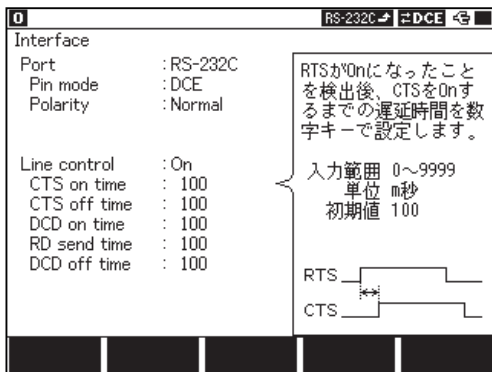 0
RS-232C
DCE
Interface
Port :RS-232C
Pin mode :DCE
Polarity :Normal
Line control :On
CTS on time : 100
CTS off time : 100
DCD on time : 100
RD send time : 100
DCD off time : 100
RTSがOnになったこと
を検出後、CTSをOnす
るまでの遅延時間を数
字キーで設定します。
入力範囲 0～9999
単位 m秒
初期値 100
RTS
CTS